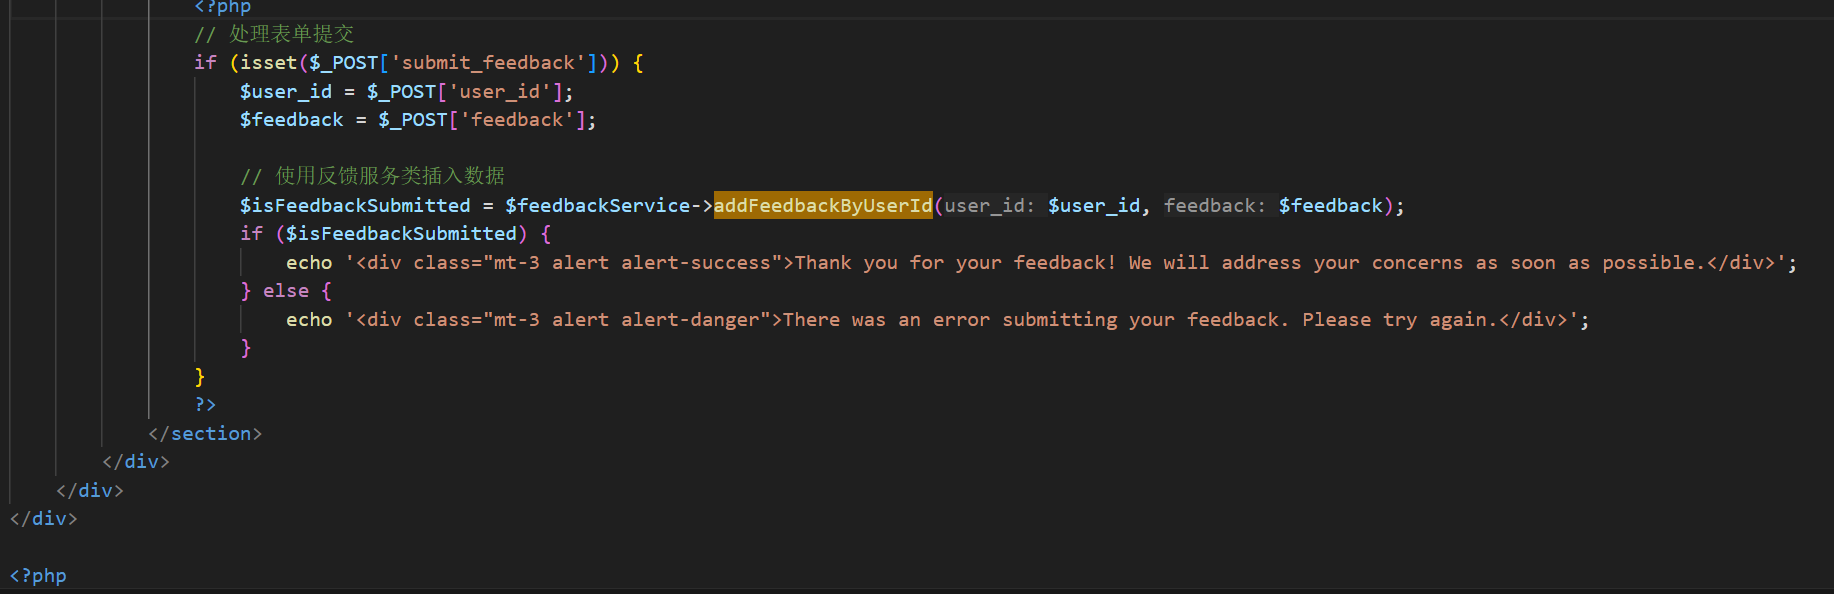 <?php
// 处理表单提交
if (isset($_POST['submit_feedback'])) {
$user_id = $_POST['user_id'];
$feedback = $_POST['feedback'];
// 使用反馈服务类插入数据
$isFeedbackSubmitted = $feedbackService->addFeedbackByUserId(user_id: $user_id, feedback: $feedback);
if ($isFeedbackSubmitted) {
echo '<div class="mt-3 alert alert-success">Thank you for your feedback! We will address your concerns as soon as possible.</div>';
} else {
echo '<div class="mt-3 alert alert-danger">There was an error submitting your feedback. Please try again.</div>';
}
}
?>
</section>
</div>
</div>
</div>
<?php